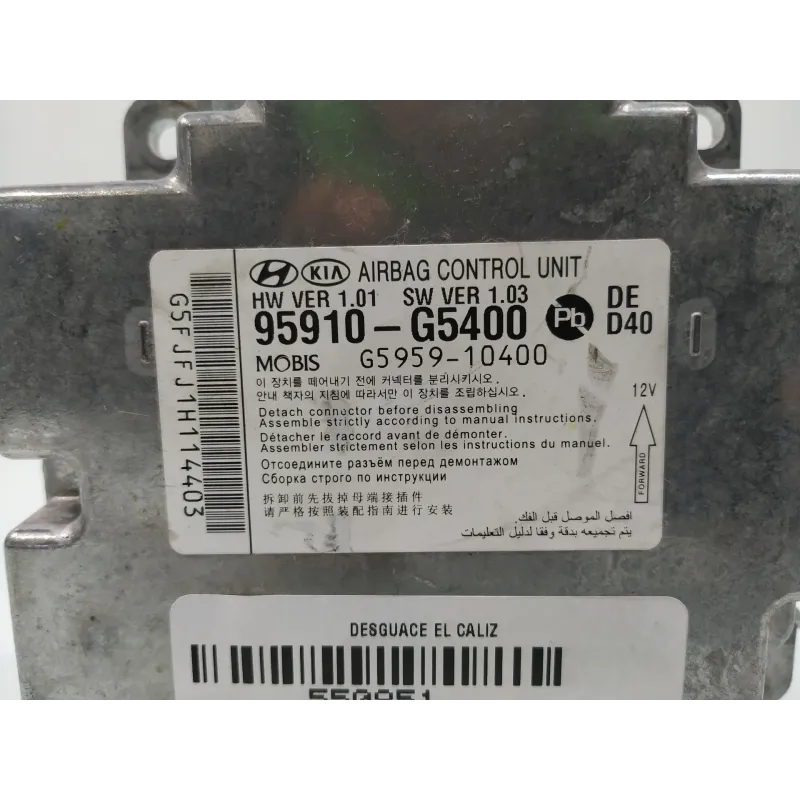 HYUNDAI KIA AIRBAG CONTROL UNIT
HW VER 1.01 SW VER 1.03
95910-G5400 Pb DE D40
MOBIS G5959-10400
이 장치를 떼어내기 전에 커넥터를 분리시키시오.
안내 책자의 지침에 따라서만 이 장치를 조립하십시오.
Detach connector before disassembling
Assemble strictly according to manual instructions.
Détacher le raccord avant de démonter.
Assembler strictement selon les instructions du manuel.
Отсоедините разъём перед демонтажом
Сборка строго по инструкции
拆卸前先拔掉母端接插件
请严格按照装配指南进行安装
افصل الموصل قبل الفك.
يتم تجميعه بدقة وفقا لدليل التعليمات
12V
FORWARD
G5FJFJ1H114403
DESGUACE EL CALIZ
550851